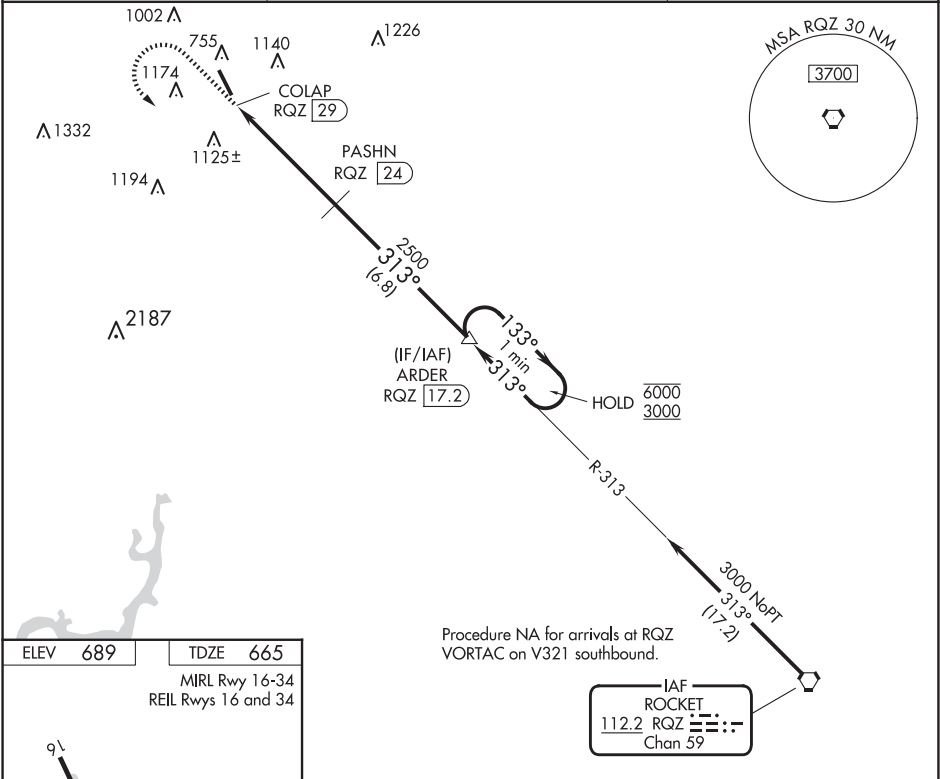 1002
755
1140
1226
1174
COLAP
RQZ 29
1332
1125±
1194
PASHN
RQZ 24
MSA RQZ 30 NM
3700
2500
313°
(6.8)
2187
(IF/IAF)
ARDER
RQZ 17.2
133°
1 min
313°
HOLD 6000
3000
R-313
3000 NoPT
313°
(17.2)
Procedure NA for arrivals at RQZ
VORTAC on V321 southbound.
IAF
ROCKET
112.2 RQZ
Chan 59
ELEV 689
TDZE 665
MIRL Rwy 16-34
REIL Rwys 16 and 34
16